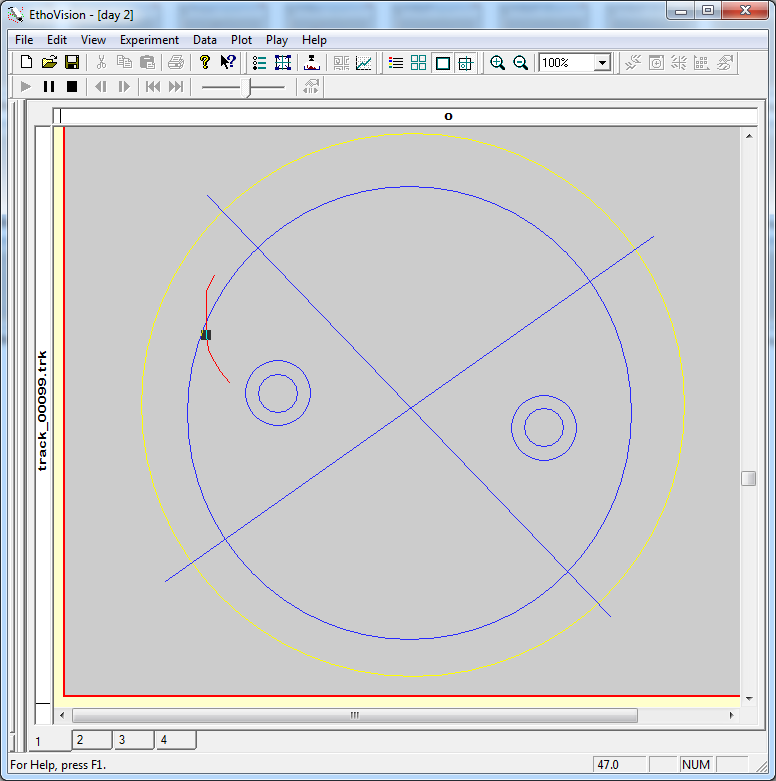 EthoVision - [day 2]
File Edit View Experiment Data Plot Play Help
100%
o
track_00099.trk
1 2 3 4
For Help, press F1. 47.0 NUM